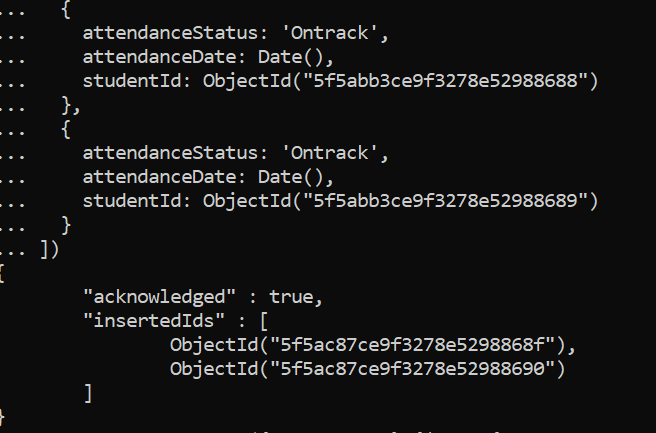 ...   {
...     attendanceStatus: 'Ontrack',
...     attendanceDate: Date(),
...     studentId: ObjectId("5f5abb3ce9f3278e52988688")
...   },
...   {
...     attendanceStatus: 'Ontrack',
...     attendanceDate: Date(),
...     studentId: ObjectId("5f5abb3ce9f3278e52988689")
...   }
... ])
{
        "acknowledged" : true,
        "insertedIds" : [
                ObjectId("5f5ac87ce9f3278e5298868f"),
                ObjectId("5f5ac87ce9f3278e52988690")
        ]
}